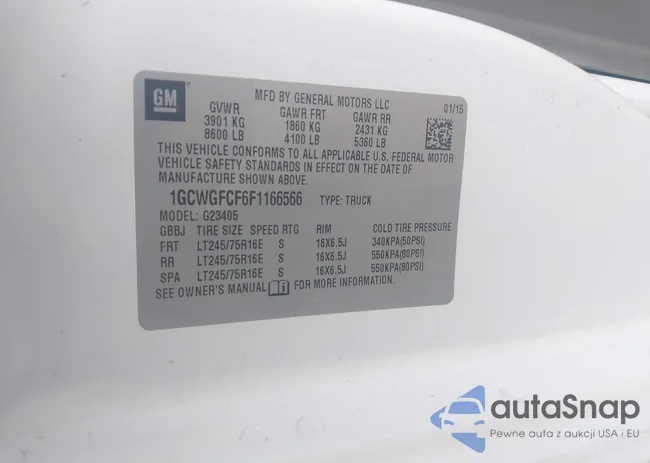 GM
MFD BY GENERAL MOTORS LLC
01/15
GVWR GAWR FRT GAWR RR
3901 KG 1860 KG 2431 KG
8600 LB 4100 LB 5360 LB
THIS VEHICLE CONFORMS TO ALL APPLICABLE U.S. FEDERAL MOTOR
VEHICLE SAFETY STANDARDS IN EFFECT ON THE DATE OF
MANUFACTURE SHOWN ABOVE.
1GCWGFCF6F1166566 TYPE: TRUCK
MODEL: G23405
GBBJ TIRE SIZE SPEED RTG RIM COLD TIRE PRESSURE
FRT LT245/75R16E S 16X6.5J 340KPA(50PSI)
RR LT245/75R16E S 16X6.5J 550KPA(80PSI)
SPA LT245/75R16E S 16X6.5J 550KPA(80PSI)
SEE OWNER'S MANUAL FOR MORE INFORMATION.
autaSnap
Pewne auta z aukcji USA i EU